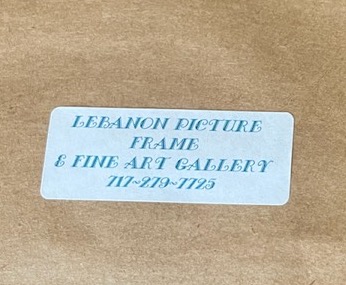 LEBANON PICTURE
FRAME
& FINE ART GALLERY
717~279~7725